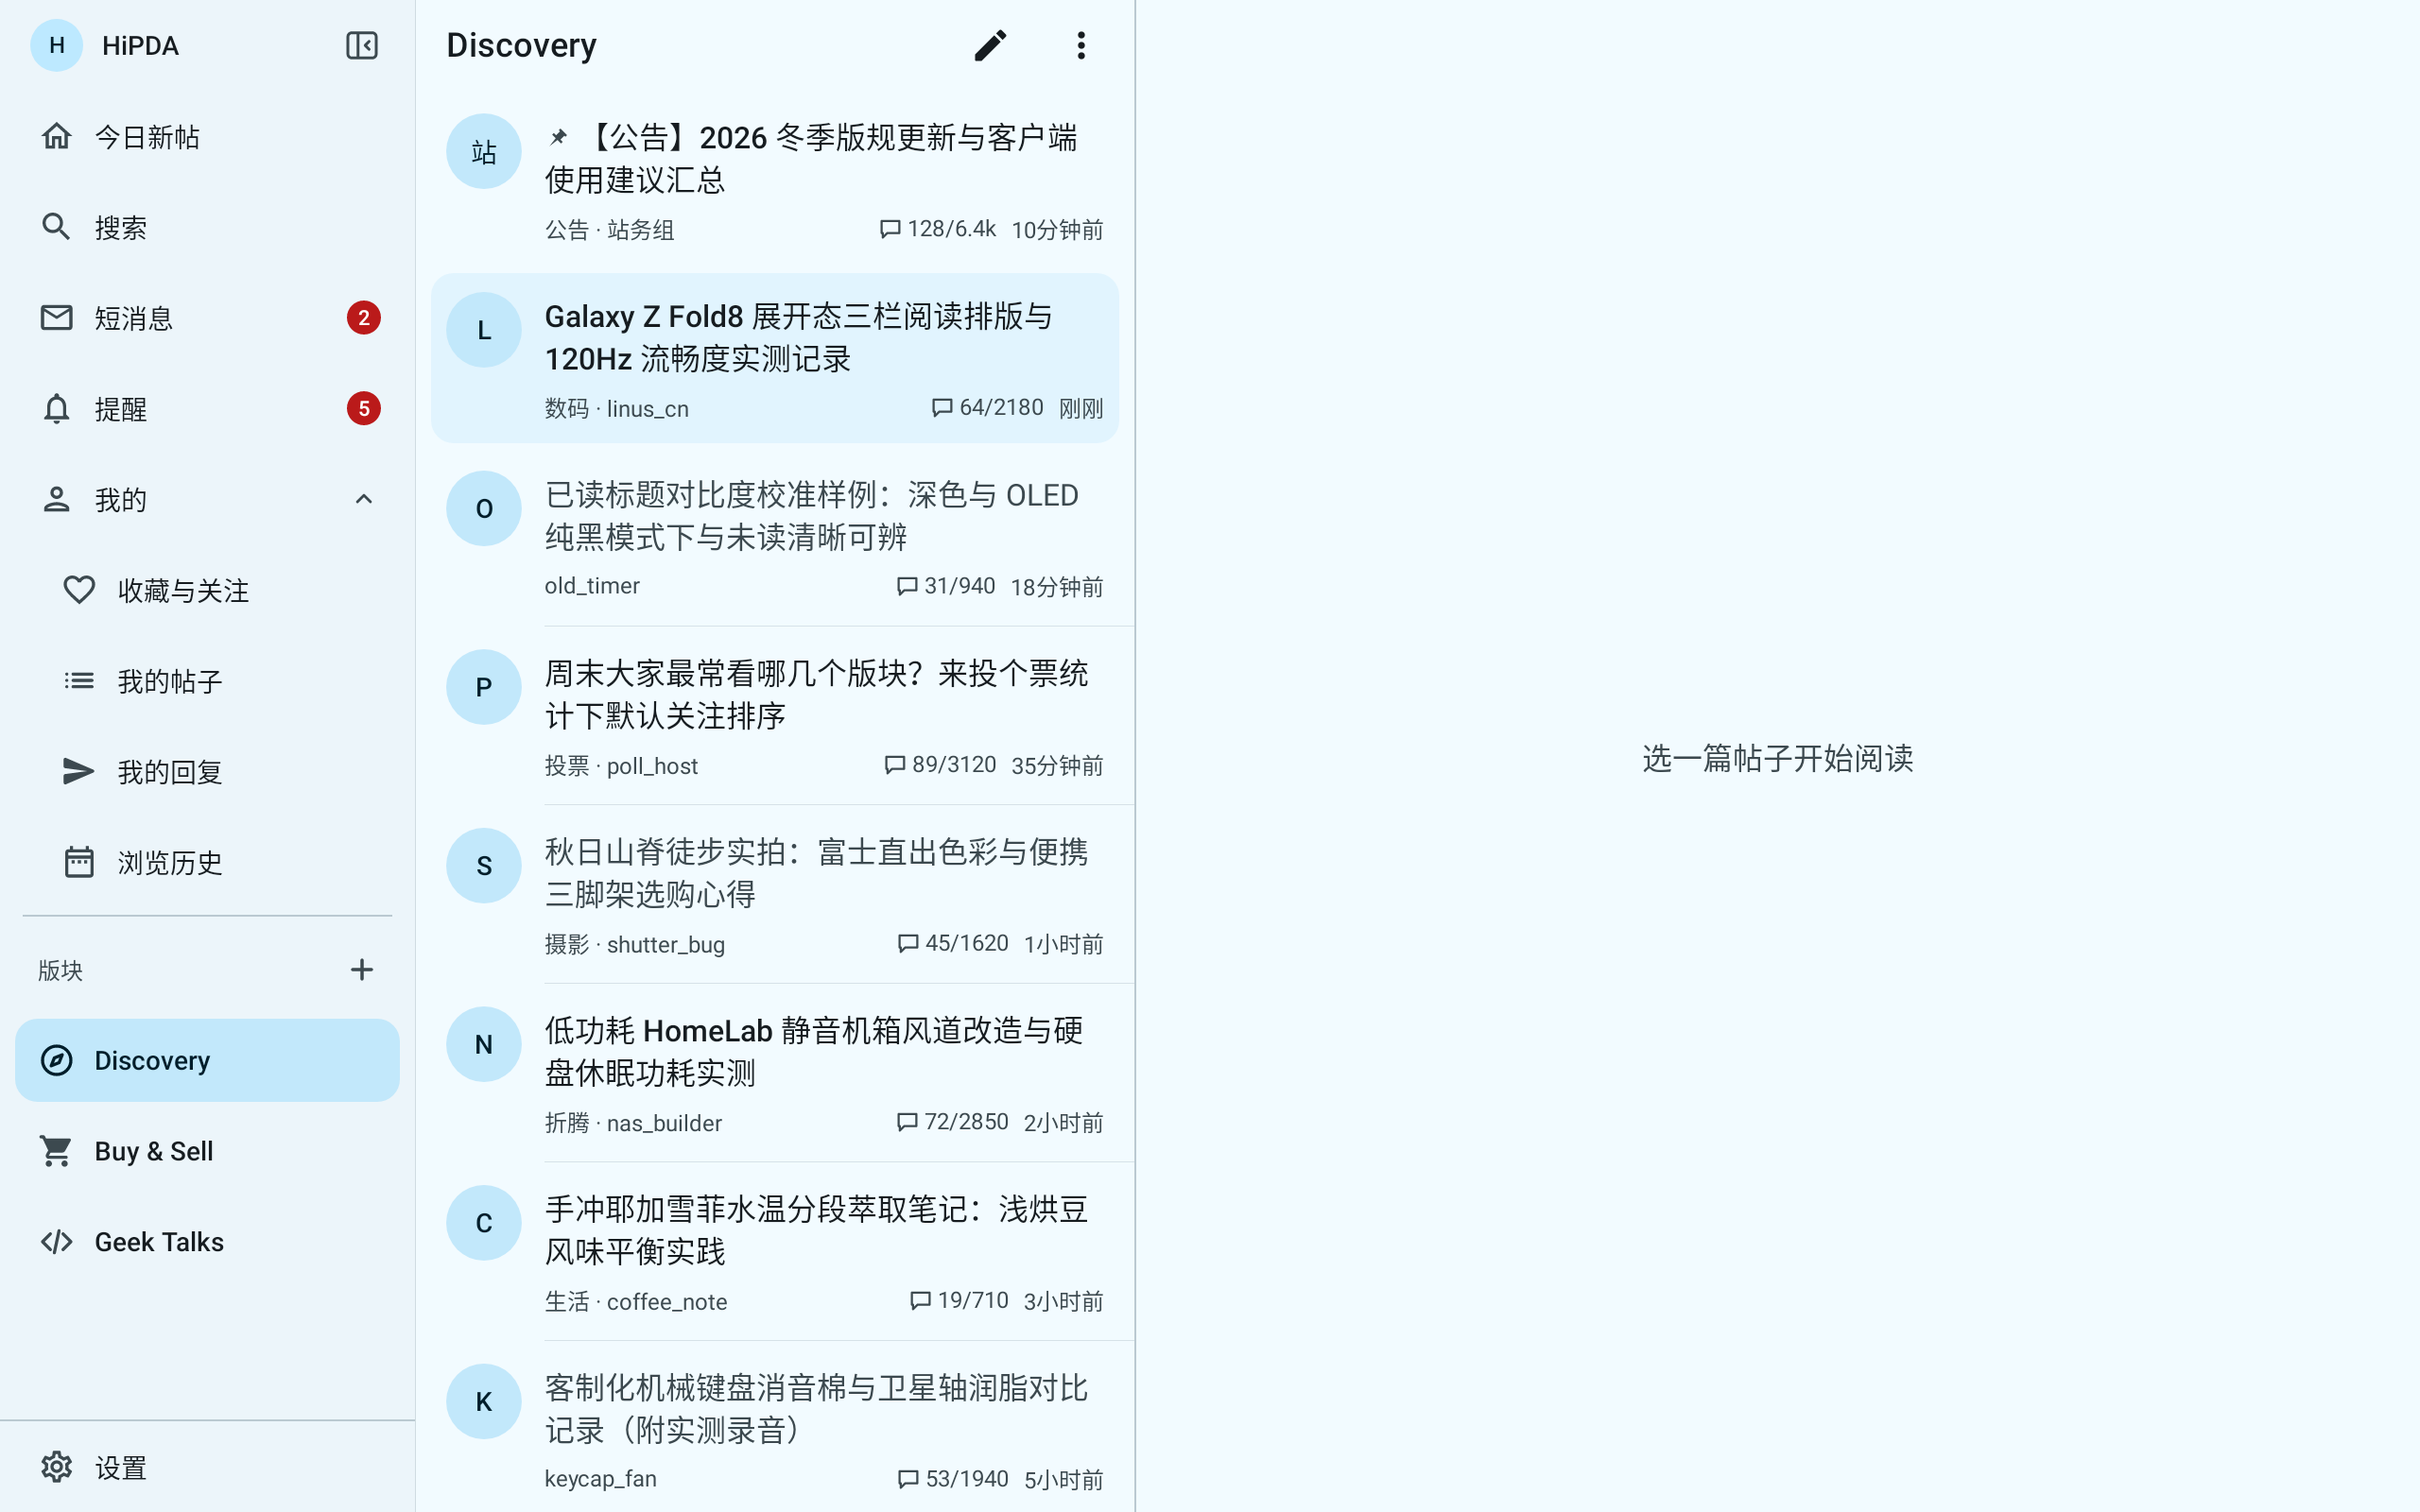 H HiPDA
今日新帖
搜索
短消息 2
提醒 5
我的
收藏与关注
我的帖子
我的回复
浏览历史
版块
Discovery
Buy & Sell
Geek Talks
设置
Discovery
站
【公告】2026 冬季版规更新与客户端
使用建议汇总
公告 · 站务组 128/6.4k 10分钟前
L
Galaxy Z Fold8 展开态三栏阅读排版与
120Hz 流畅度实测记录
数码 · linus_cn 64/2180 刚刚
O
已读标题对比度校准样例：深色与 OLED
纯黑模式下与未读清晰可辨
old_timer 31/940 18分钟前
P
周末大家最常看哪几个版块？来投个票统
计下默认关注排序
投票 · poll_host 89/3120 35分钟前
S
秋日山脊徒步实拍：富士直出色彩与便携
三脚架选购心得
摄影 · shutter_bug 45/1620 1小时前
N
低功耗 HomeLab 静音机箱风道改造与硬
盘休眠功耗实测
折腾 · nas_builder 72/2850 2小时前
C
手冲耶加雪菲水温分段萃取笔记：浅烘豆
风味平衡实践
生活 · coffee_note 19/710 3小时前
K
客制化机械键盘消音棉与卫星轴润脂对比
记录（附实测录音）
keycap_fan 53/1940 5小时前
选一篇帖子开始阅读